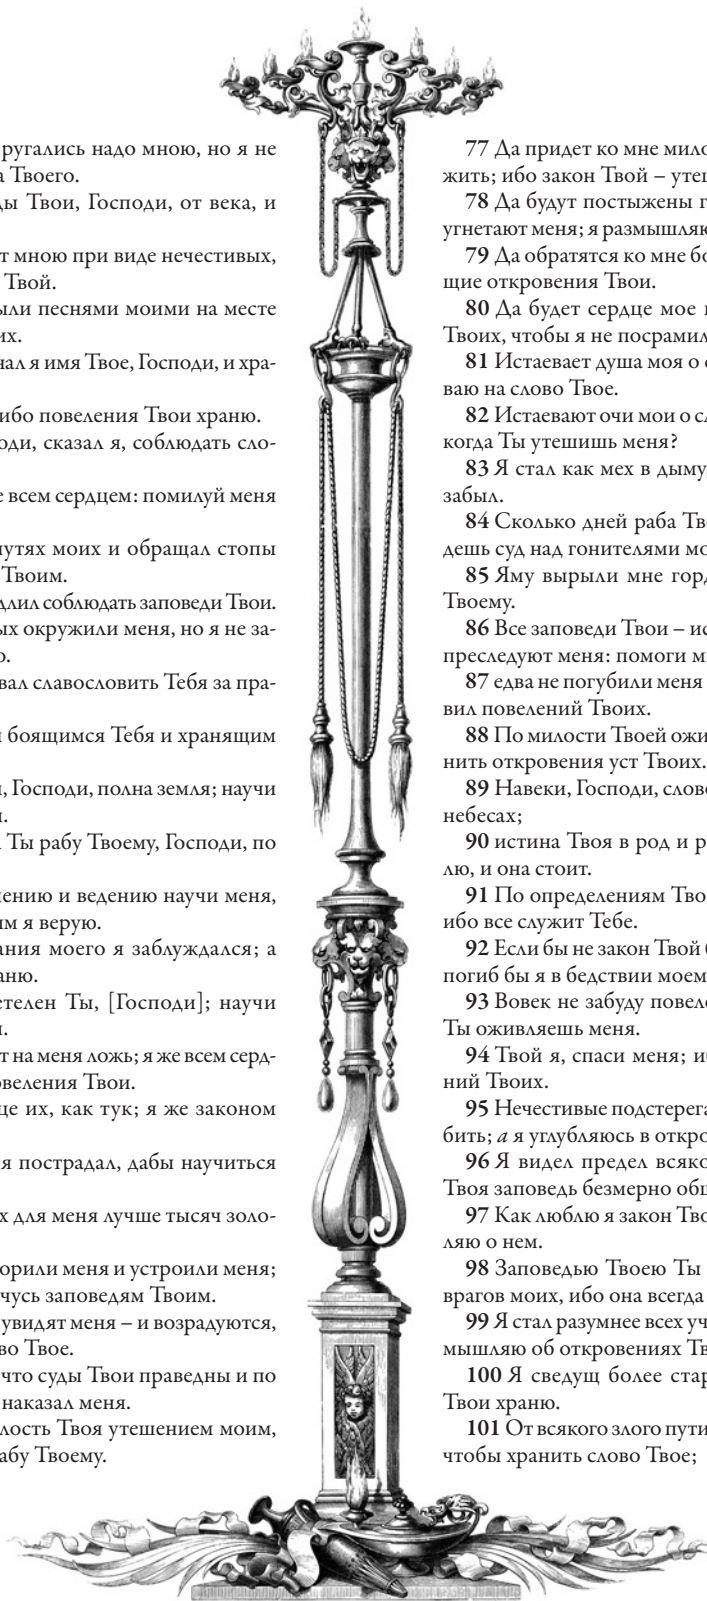 ругались надо мною, но я не
а Твоего.
ды Твои, Господи, от века, и
т мною при виде нечестивых,
Твой.
ыли песнями моими на месте
их.
нал я имя Твое, Господи, и хра-
ибо повеления Твои храню.
оди, сказал я, соблюдать сло-
е всем сердцем: помилуй меня
путях моих и обращал стопы
Твоим.
длил соблюдать заповеди Твои.
ых окружили меня, но я не за-
о.
вал славословить Тебя за пра-
и боящимся Тебя и хранящим
й, Господи, полна земля; научи
м.
л Ты рабу Твоему, Господи, по
мению и ведению научи меня,
им я верую.
ания моего я заблуждался; а
аню.
етелен Ты, [Господи]; научи
м.
т на меня ложь; я же всем серд-
овеления Твои.
це их, как тук; я же законом
я пострадал, дабы научиться
х для меня лучше тысяч золо-
орили меня и устроили меня;
чусь заповедям Твоим.
увидят меня – и возрадуются,
во Твое.
что суды Твои праведны и по
наказал меня.
лость Твоя утешением моим,
абу Твоему.
77 Да придет ко мне мило
жить; ибо закон Твой – утеш
78 Да будут постыжены г
угнетают меня; я размышляю
79 Да обратятся ко мне бо
щие откровения Твои.
80 Да будет сердце мое н
Твоих, чтобы я не посрамил
81 Истаевает душа моя о с
ваю на слово Твое.
82 Истаевают очи мои о сл
когда Ты утешишь меня?
83 Я стал как мех в дыму,
забыл.
84 Сколько дней раба Тво
дешь суд над гонителями мо
85 Яму вырыли мне горд
Твоему.
86 Все заповеди Твои – ис
преследуют меня: помоги м
87 едва не погубили меня
вил повелений Твоих.
88 По милости Твоей ожи
нить откровения уст Твоих.
89 Навеки, Господи, слово
небесах;
90 истина Твоя в род и р
лю, и она стоит.
91 По определениям Тво
ибо все служит Тебе.
92 Если бы не закон Твой б
погиб бы я в бедствии моем
93 Вовек не забуду повеле
Ты оживляешь меня.
94 Твой я, спаси меня; иб
ний Твоих.
95 Нечестивые подстерега
бить; а я углубляюсь в откро
96 Я видел предел всяко
Твоя заповедь безмерно общ
97 Как люблю я закон Тво
ляю о нем.
98 Заповедью Твоею Ты
врагов моих, ибо она всегда
99 Я стал разумнее всех уч
мышляю об откровениях Тв
100 Я сведущ более стар
Твои храню.
101 От всякого злого пути
чтобы хранить слово Твое;